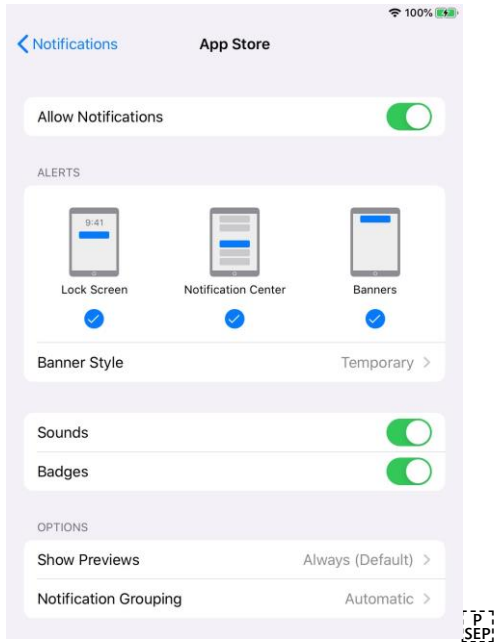 100%
Notifications
App Store
Allow Notifications
ALERTS
9:41
Lock Screen
Notification Center
Banners
Banner Style
Temporary
Sounds
Badges
OPTIONS
Show Previews
Always (Default)
Notification Grouping
Automatic
P
SEP